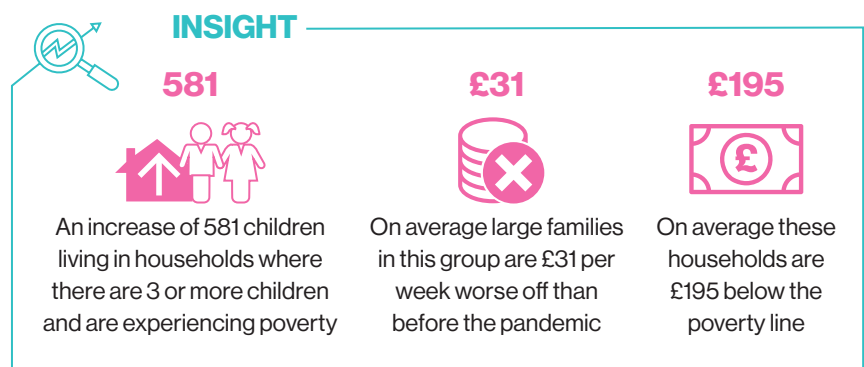 INSIGHT
581
An increase of 581 children
living in households where
there are 3 or more children
and are experiencing poverty
£31
On average large families
in this group are £31 per
week worse off than
before the pandemic
£195
£
On average these
households are
£195 below the
poverty line